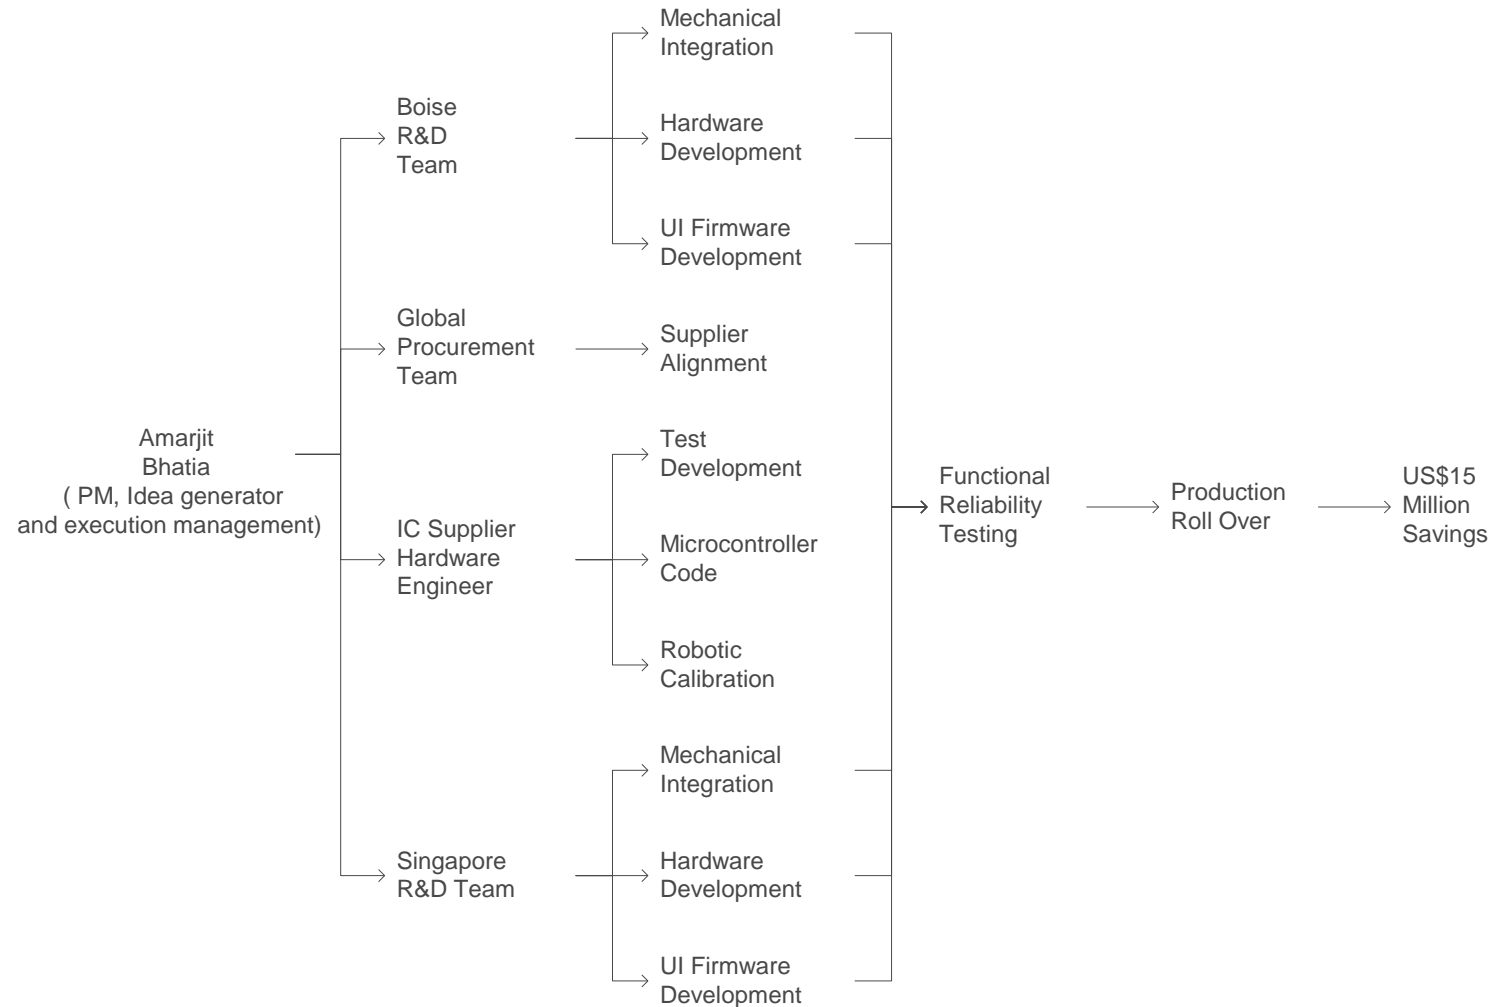 Amarjit
Bhatia
( PM, Idea generator
and execution management)
Boise
R&D
Team
Global
Procurement
Team
IC Supplier
Hardware
Engineer
Singapore
R&D Team
Mechanical
Integration
Hardware
Development
UI Firmware
Development
Supplier
Alignment
Test
Development
Microcontroller
Code
Robotic
Calibration
Mechanical
Integration
Hardware
Development
UI Firmware
Development
Functional
Reliability
Testing
Production
Roll Over
US$15
Million
Savings